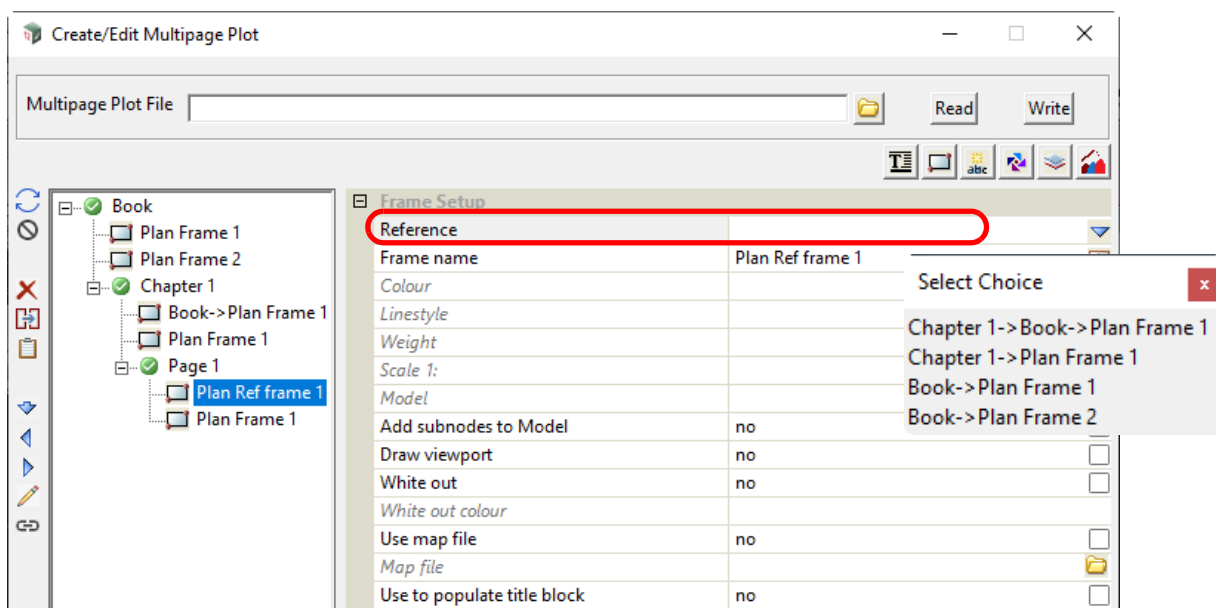 Create/Edit Multipage Plot
Multipage Plot File
Read
Write
T
abc
Book
Plan Frame 1
Plan Frame 2
Chapter 1
Book->Plan Frame 1
Plan Frame 1
Page 1
Plan Ref frame 1
Plan Frame 1
Frame Setup
Reference
Frame name Plan Ref frame 1
Colour
Linestyle
Weight
Scale 1:
Model
Add subnodes to Model no
Draw viewport no
White out no
White out colour
Use map file no
Map file
Use to populate title block no
Select Choice
x
Chapter 1->Book->Plan Frame 1
Chapter 1->Plan Frame 1
Book->Plan Frame 1
Book->Plan Frame 2